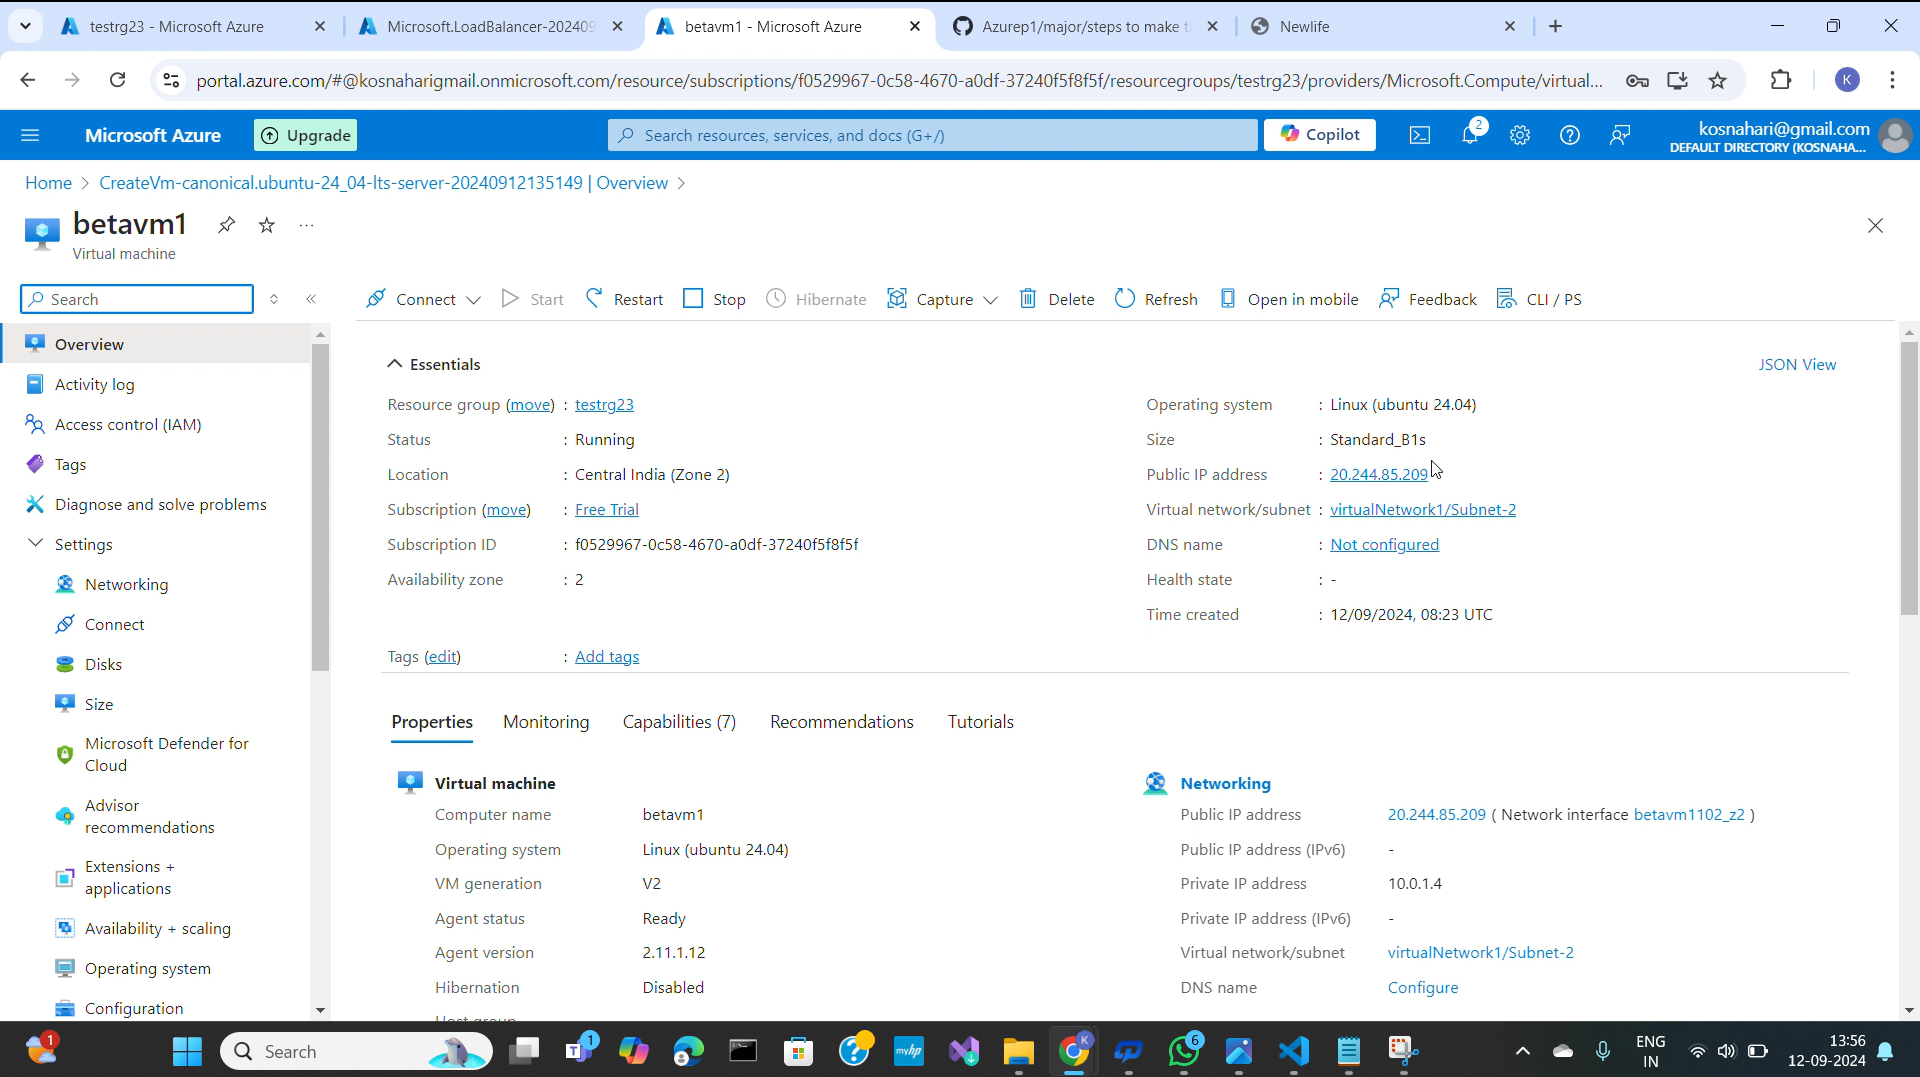 testrg23 - Microsoft Azure
Microsoft.LoadBalancer-202409
betavm1 - Microsoft Azure
Azurep1/major/steps to make t
Newlife
portal.azure.com/#@kosnaharigmail.onmicrosoft.com/resource/subscriptions/f0529967-0c58-4670-a0df-37240f5f8f5f/resourcegroups/testrg23/providers/Microsoft.Compute/virtual...
K
Microsoft Azure
Upgrade
Search resources, services, and docs (G+/)
Copilot
2
kosnahari@gmail.com
DEFAULT DIRECTORY (KOSNAHA...
Home > CreateVm-canonical.ubuntu-24_04-lts-server-20240912135149 | Overview >
betavm1
Virtual machine
Search
Connect
Start
Restart
Stop
Hibernate
Capture
Delete
Refresh
Open in mobile
Feedback
CLI / PS
Overview
Activity log
Access control (IAM)
Tags
Diagnose and solve problems
Settings
Networking
Connect
Disks
Size
Microsoft Defender for
Cloud
Advisor
recommendations
Extensions +
applications
Availability + scaling
Operating system
Configuration
Essentials
JSON View
Resource group (move) : testrg23
Status : Running
Location : Central India (Zone 2)
Subscription (move) : Free Trial
Subscription ID : f0529967-0c58-4670-a0df-37240f5f8f5f
Availability zone : 2
Operating system : Linux (ubuntu 24.04)
Size : Standard_B1s
Public IP address : 20.244.85.209
Virtual network/subnet : virtualNetwork1/Subnet-2
DNS name : Not configured
Health state : -
Time created : 12/09/2024, 08:23 UTC
Tags (edit) : Add tags
Properties
Monitoring
Capabilities (7)
Recommendations
Tutorials
Virtual machine
Computer name betavm1
Operating system Linux (ubuntu 24.04)
VM generation V2
Agent status Ready
Agent version 2.11.1.12
Hibernation Disabled
Host group
Networking
Public IP address 20.244.85.209 ( Network interface betavm1102_z2 )
Public IP address (IPv6) -
Private IP address 10.0.1.4
Private IP address (IPv6) -
Virtual network/subnet virtualNetwork1/Subnet-2
DNS name Configure
1
Search
1
myhp
K
6
ENG
IN
13:56
12-09-2024